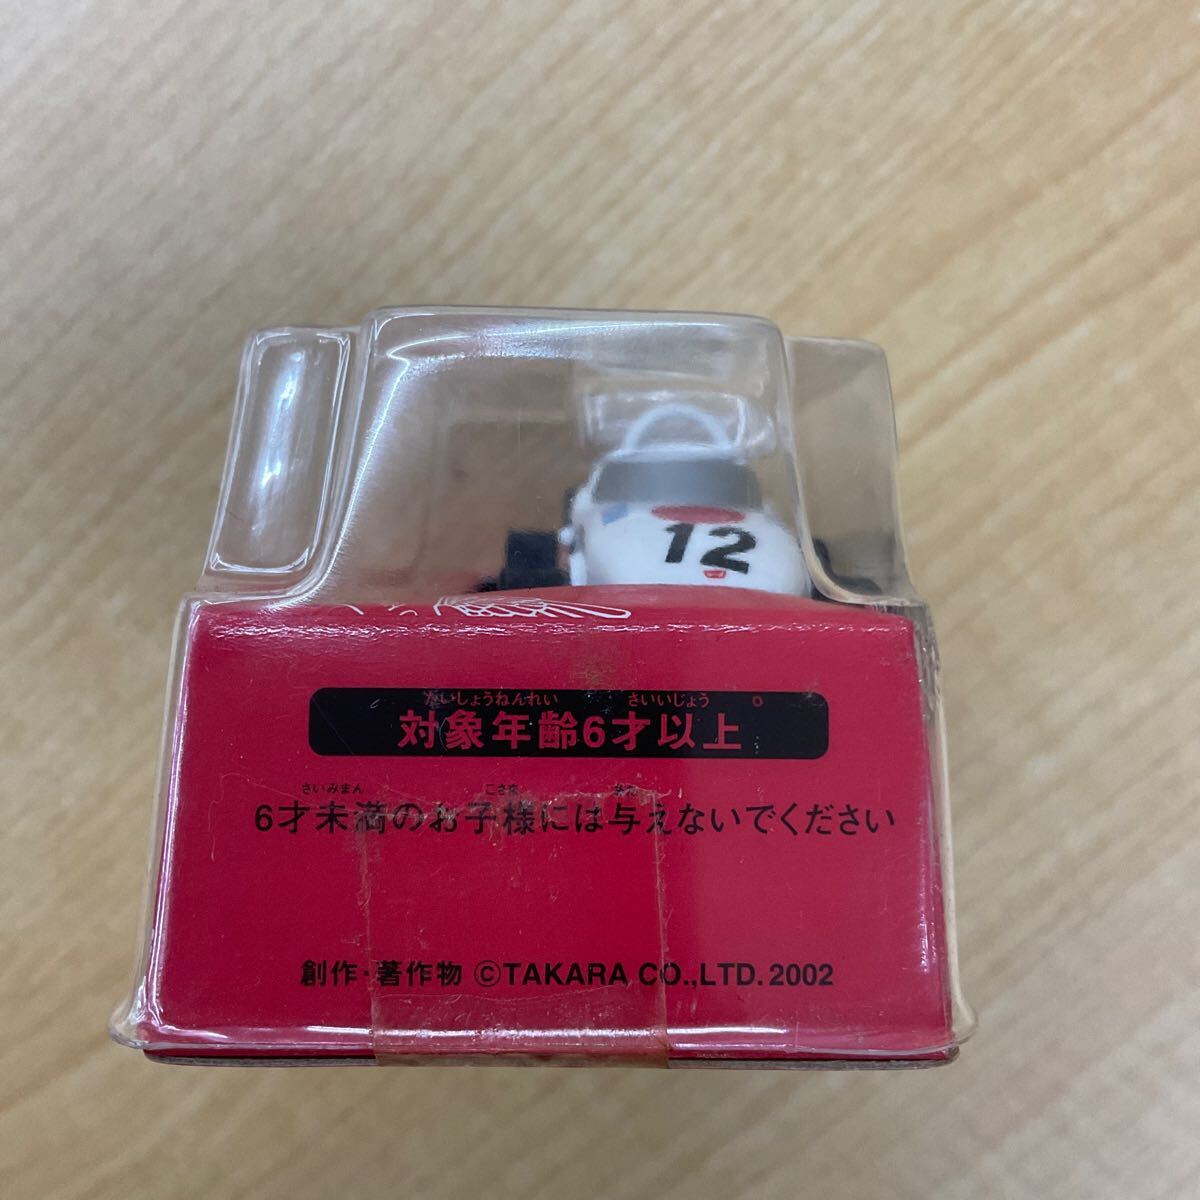 12
たいしょうねんれい さいいじょう
対象年齢6才以上
さいみまん こさま あた
6才未満のお子様には与えないでください
創作・著作物 ©TAKARA CO.,LTD. 2002